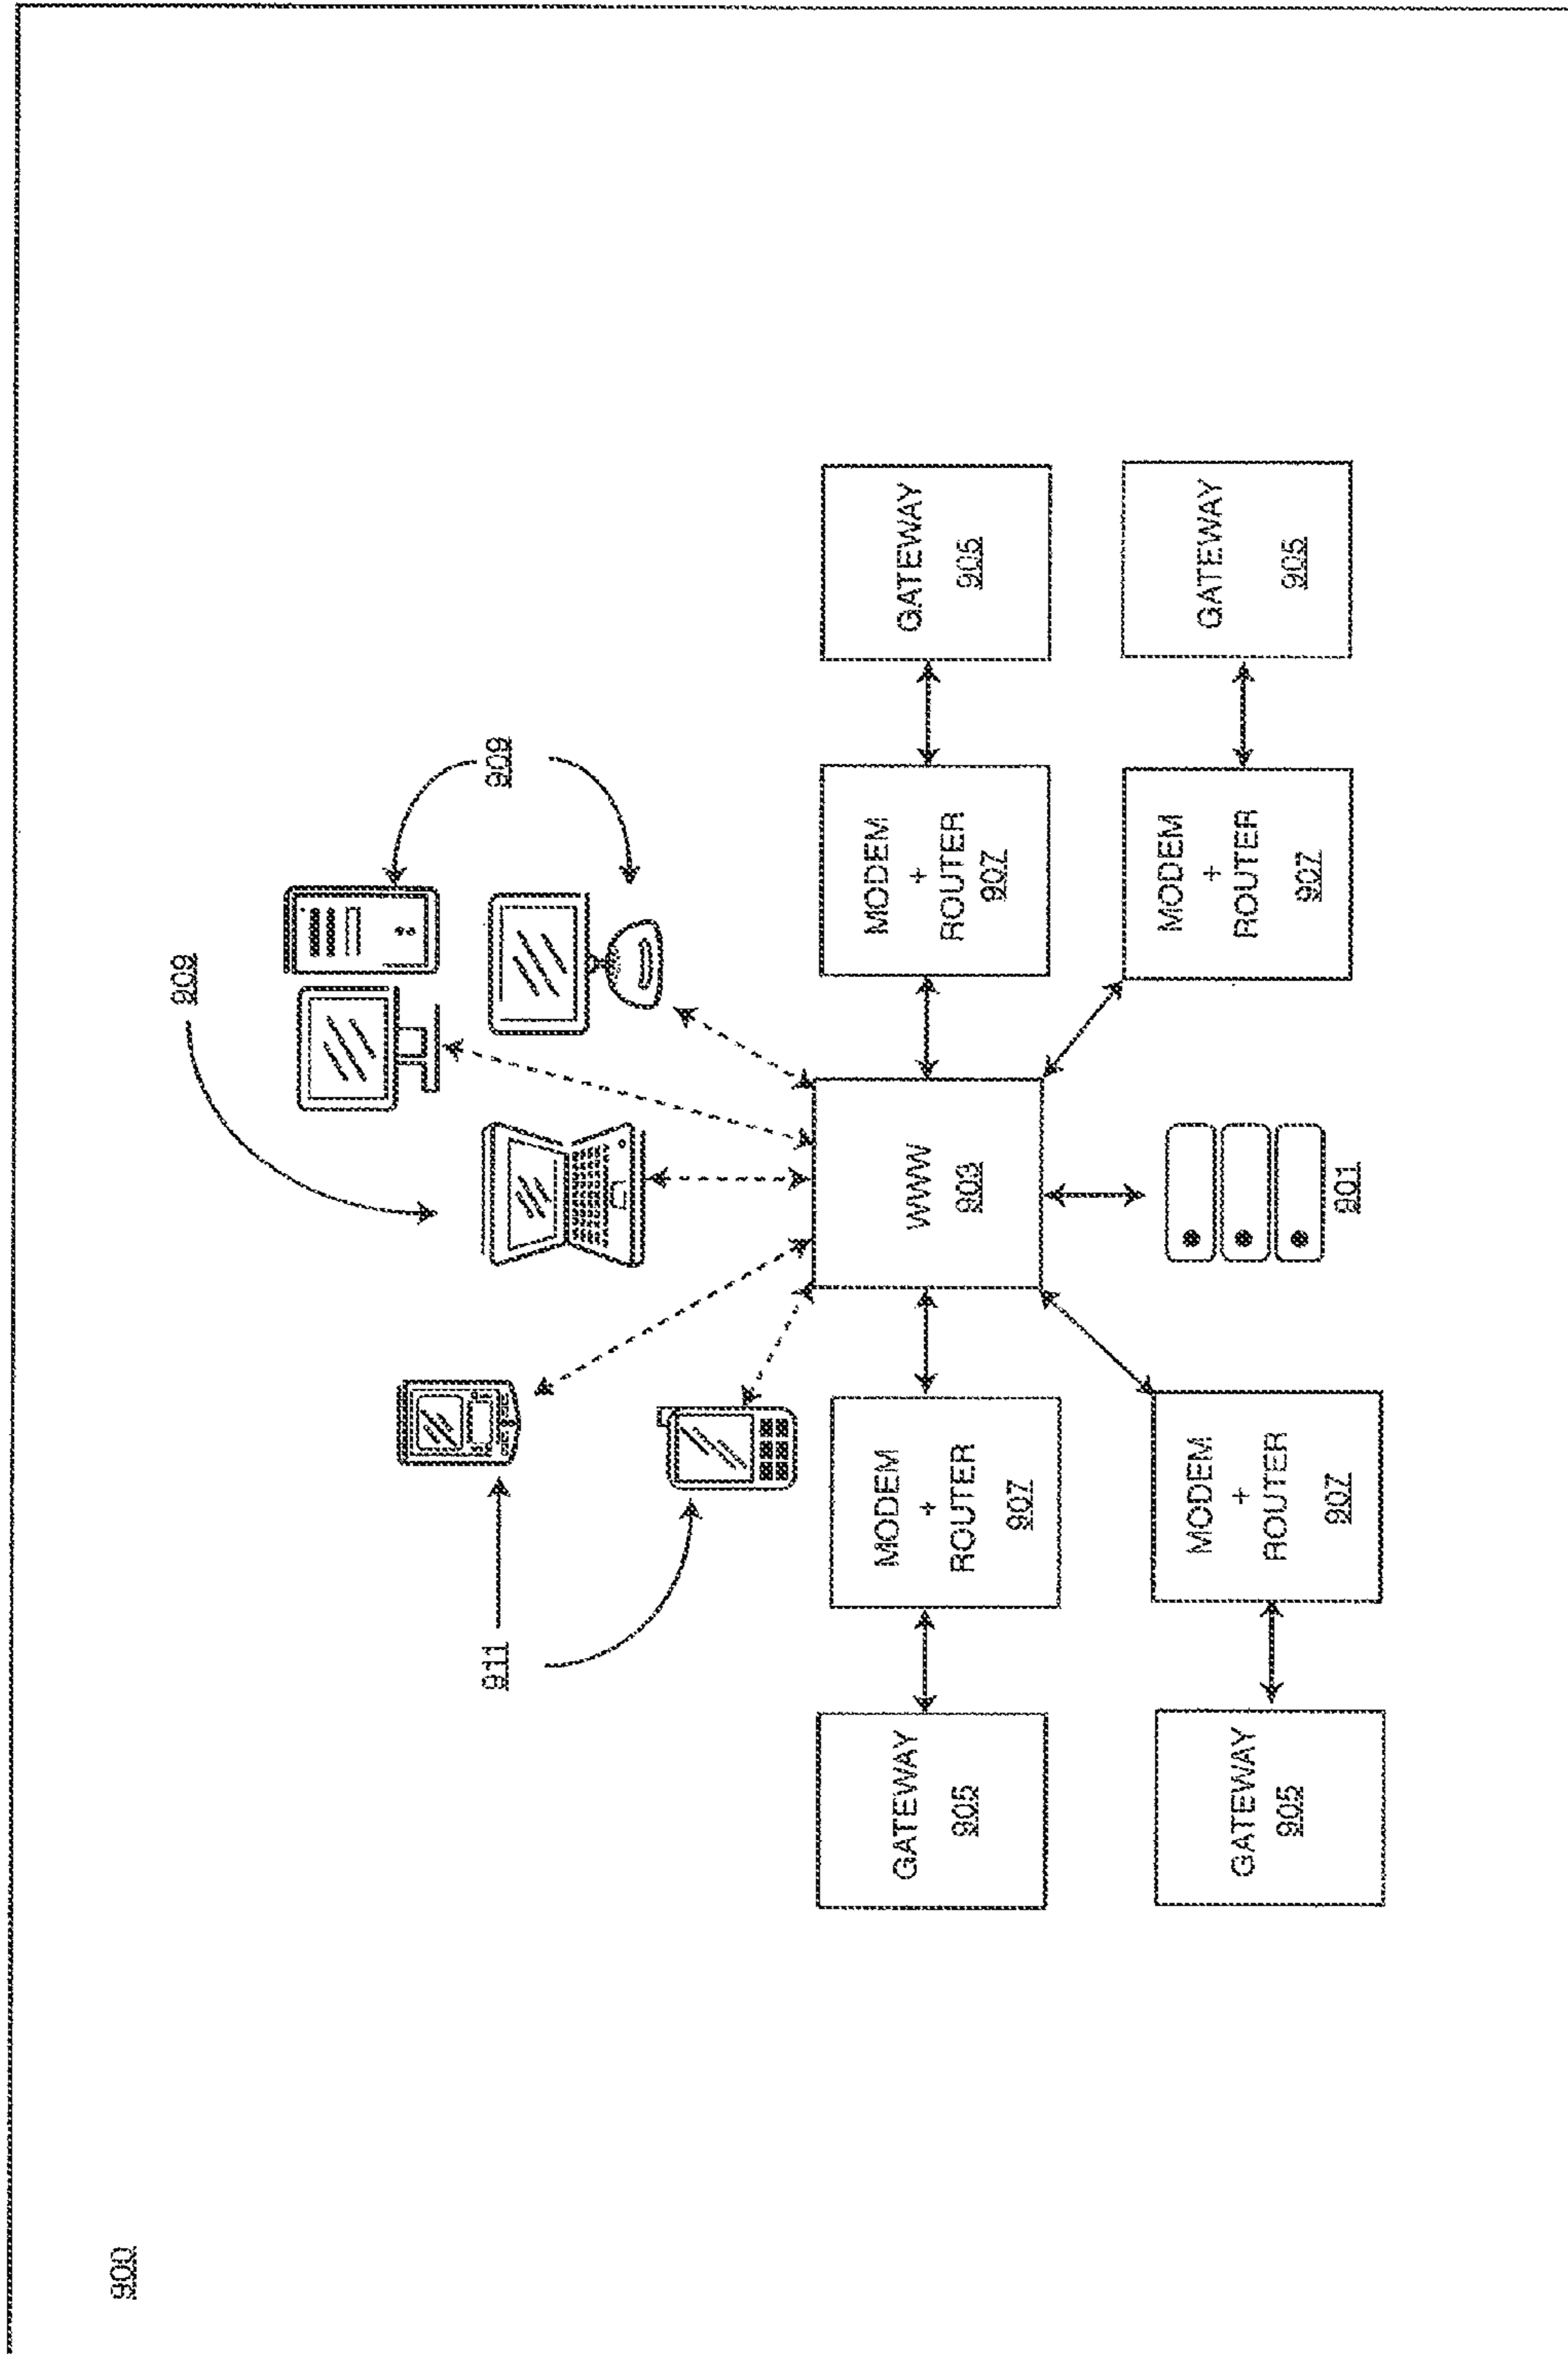 900
909
911
909
GATEWAY
905
MODEM
+
ROUTER
907
WWW
903
MODEM
+
ROUTER
907
GATEWAY
905
GATEWAY
905
MODEM
+
ROUTER
907
901
MODEM
+
ROUTER
907
GATEWAY
905